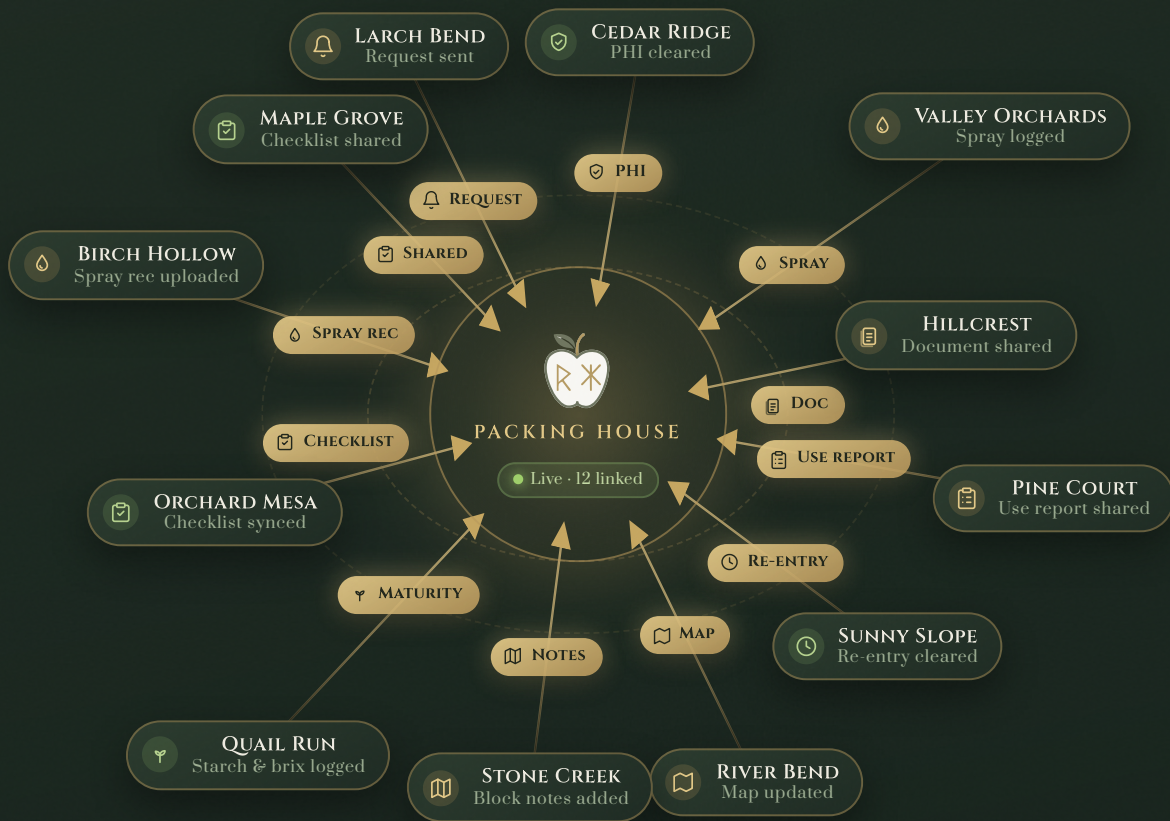 Larch Bend
Request sent
Cedar Ridge
PHI cleared
Maple Grove
Checklist shared
Valley Orchards
Spray logged
PHI
Request
Shared
Birch Hollow
Spray rec uploaded
Spray
Spray rec
Hillcrest
Document shared
Doc
PACKING HOUSE
Checklist
Use report
Live · 12 linked
Orchard Mesa
Checklist synced
Pine Court
Use report shared
Re-entry
Maturity
Map
Notes
Sunny Slope
Re-entry cleared
Quail Run
Starch & brix logged
Stone Creek
Block notes added
River Bend
Map updated